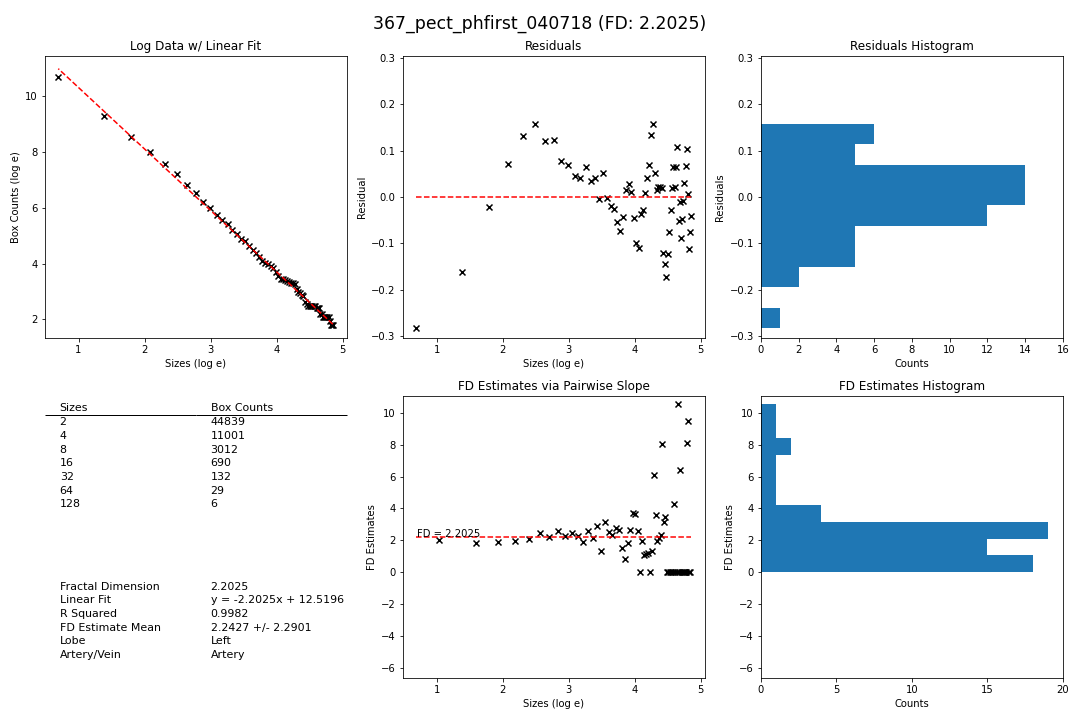 367_pect_phfirst_040718 (FD: 2.2025)
Log Data w/ Linear Fit
Box Counts (log e)
10
8
6
4
2
1 2 3 4 5
Sizes (log e)
Residuals
Residual
0.3
0.2
0.1
0.0
−0.1
−0.2
−0.3
1 2 3 4 5
Sizes (log e)
Residuals Histogram
Residuals
0.3
0.2
0.1
0.0
−0.1
−0.2
−0.3
0 2 4 6 8 10 12 14 16
Counts
Sizes Box Counts
2 44839
4 11001
8 3012
16 690
32 132
64 29
128 6
Fractal Dimension 2.2025
Linear Fit y = -2.2025x + 12.5196
R Squared 0.9982
FD Estimate Mean 2.2427 +/- 2.2901
Lobe Left
Artery/Vein Artery
FD Estimates via Pairwise Slope
FD Estimates
10
8
6
4
2
0
−2
−4
−6
FD = 2.2025
1 2 3 4 5
Sizes (log e)
FD Estimates Histogram
FD Estimates
10
8
6
4
2
0
−2
−4
−6
0 5 10 15 20
Counts